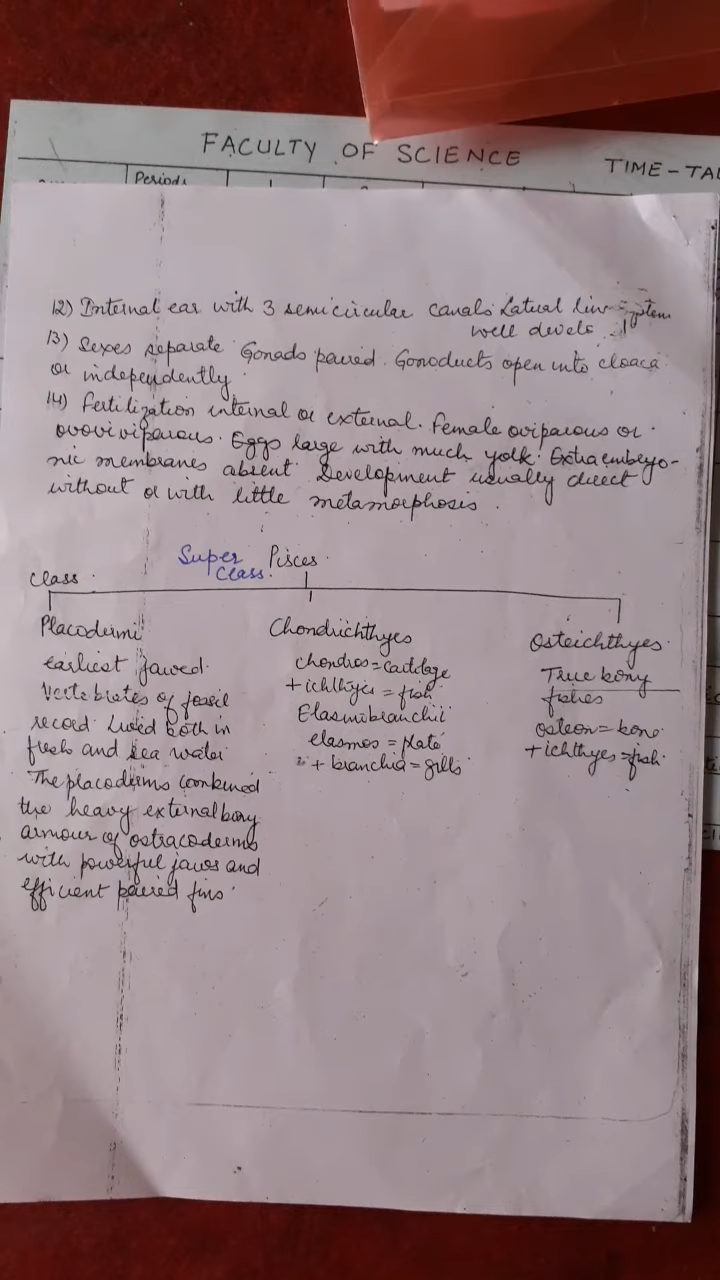 FACULTY OF SCIENCE
TIME-TA
Periods
12) Internal ear with 3 semicircular canals Lateral line system
well develo
13) Sexes separate Gonads paired. Gonoducts open into cloaca
or independently
14) Fertilization internal or external. Female oviparous or
ovoviviparous. Eggs large with much yolk. Extraembryo-
nic membranes absent. Development usually direct
without or with little metamorphosis.
Super Pisces.
Class.
Class.
Placodermi
earliest jawed
Vertebrates of fossil
record. Lived both in
fresh and sea water
The placoderms combined
the heavy external bony
armour of ostracoderms
with powerful jaws and
efficient paired fins.
Chondrichthyes
chondros = cartilage
+ ichthyes = fish
Elasmobranchii
elasmos = plate
+ branchia = gills
Osteichthyes.
True bony
fishes
osteon = bone
+ ichthyes = fish.